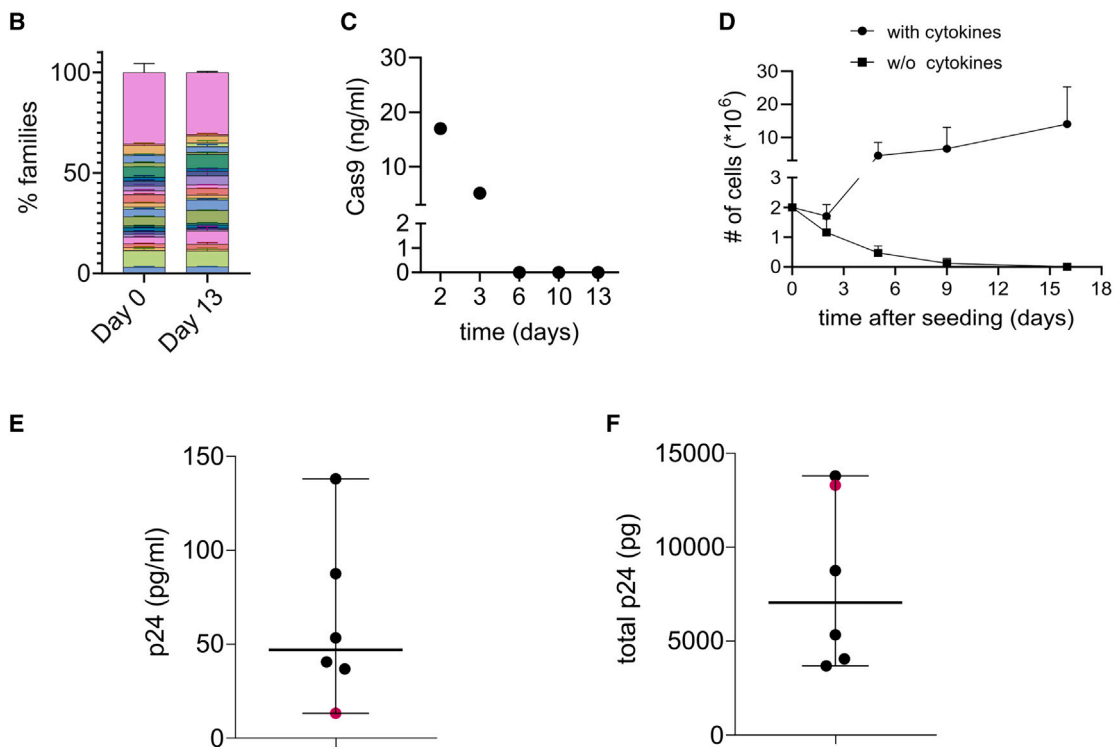 B
% families
100
50
0
Day 0
Day 13
C
Cas9 (ng/ml)
30
20
10
2
1
0
2
3
6
10
13
time (days)
D
with cytokines
w/o cytokines
# of cells (*10⁶)
30
20
10
3
2
1
0
0
3
6
9
12
15
18
time after seeding (days)
E
p24 (pg/ml)
150
100
50
0
F
total p24 (pg)
15000
10000
5000
0